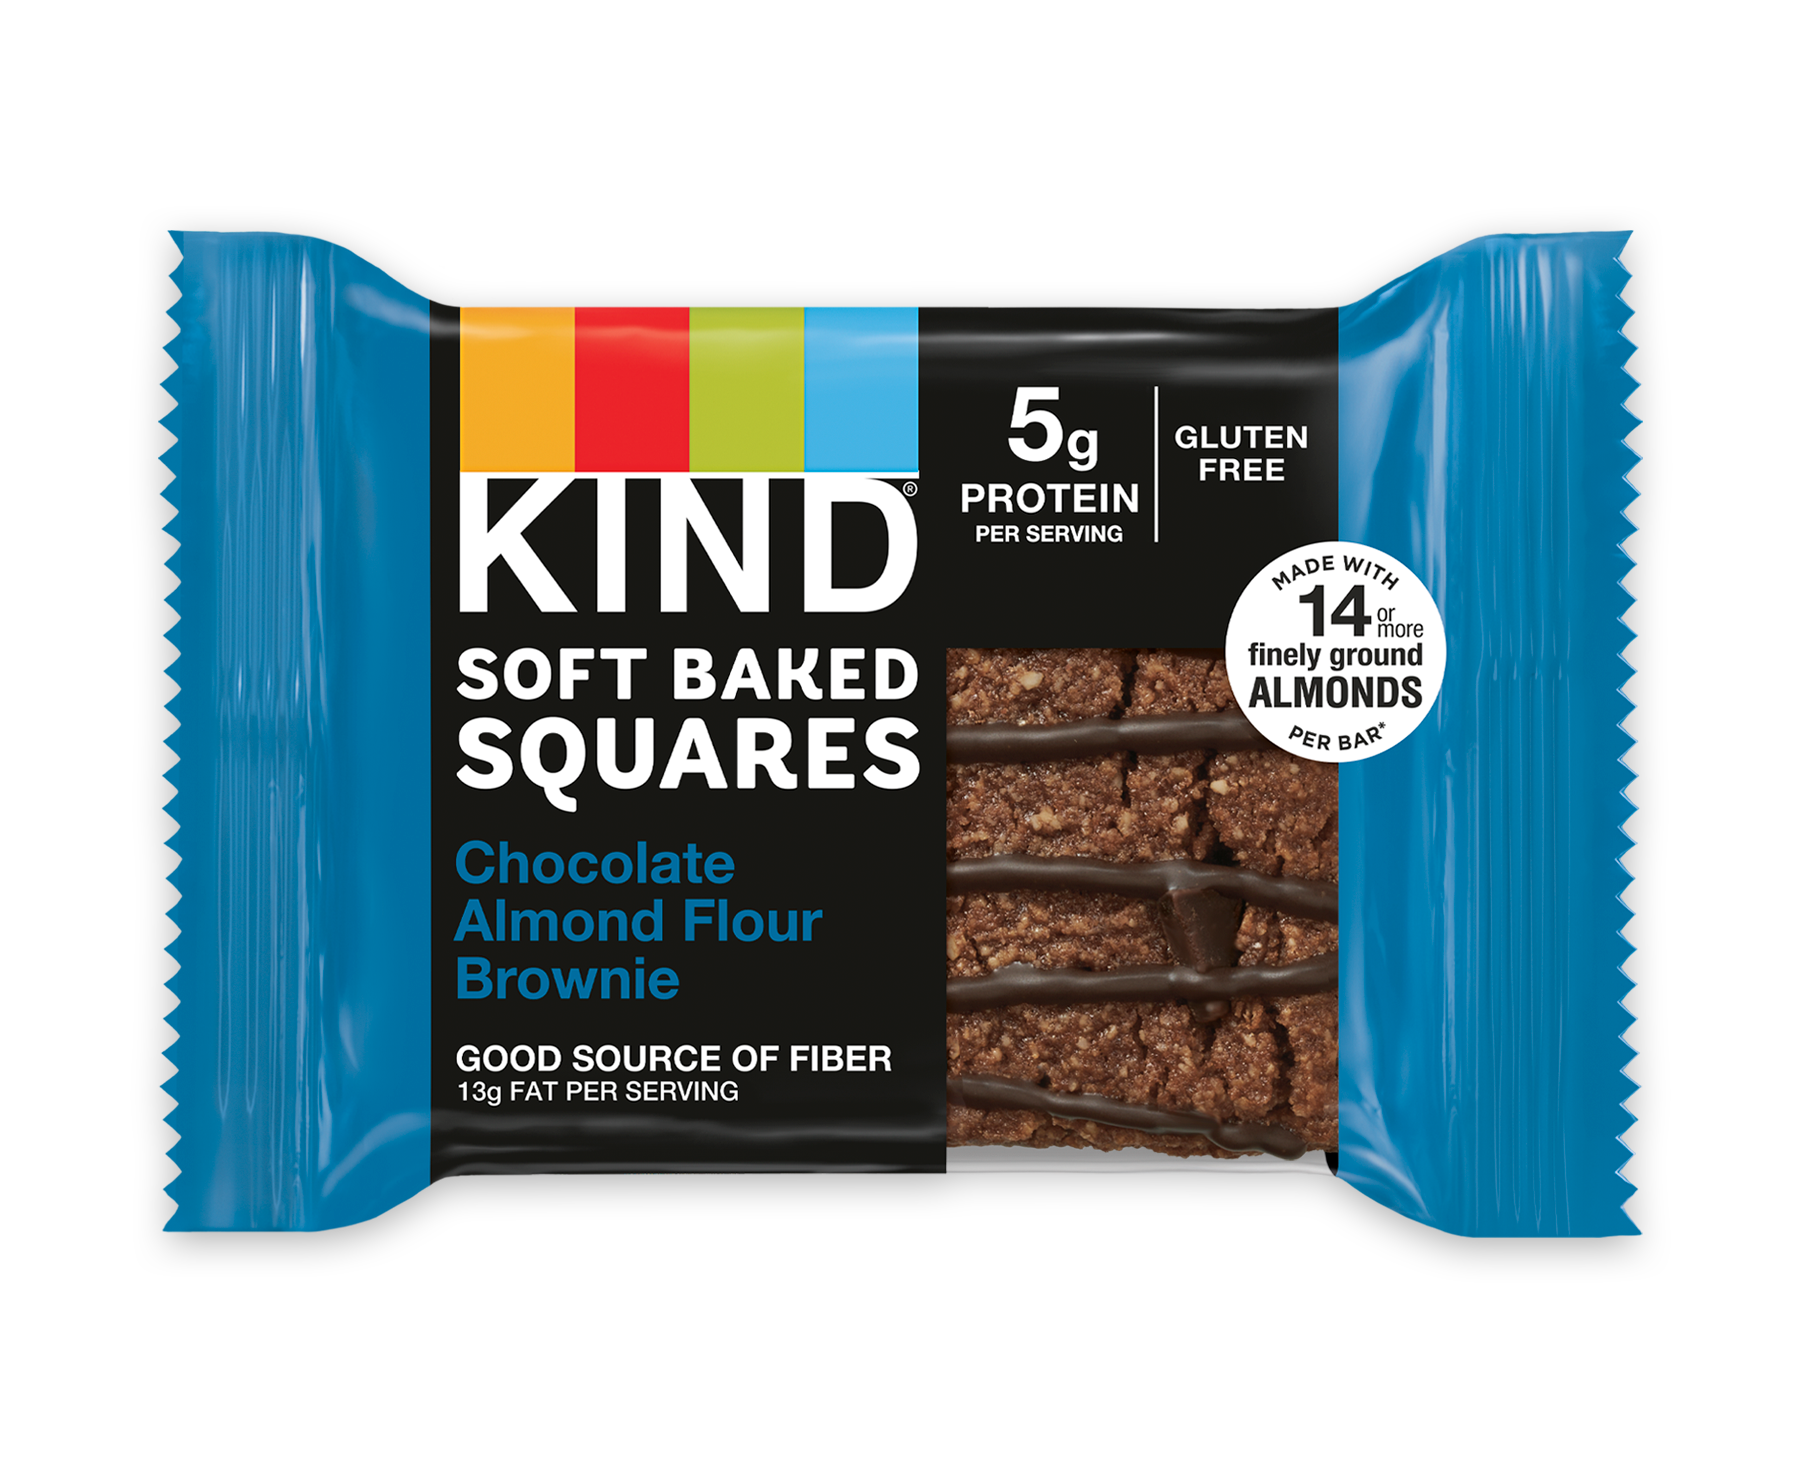 KIND®
SOFT BAKED
SQUARES
Chocolate
Almond Flour
Brownie
GOOD SOURCE OF FIBER
13g FAT PER SERVING
5g
PROTEIN
PER SERVING
GLUTEN
FREE
MADE WITH
14 or more
finely ground
ALMONDS
PER BAR*